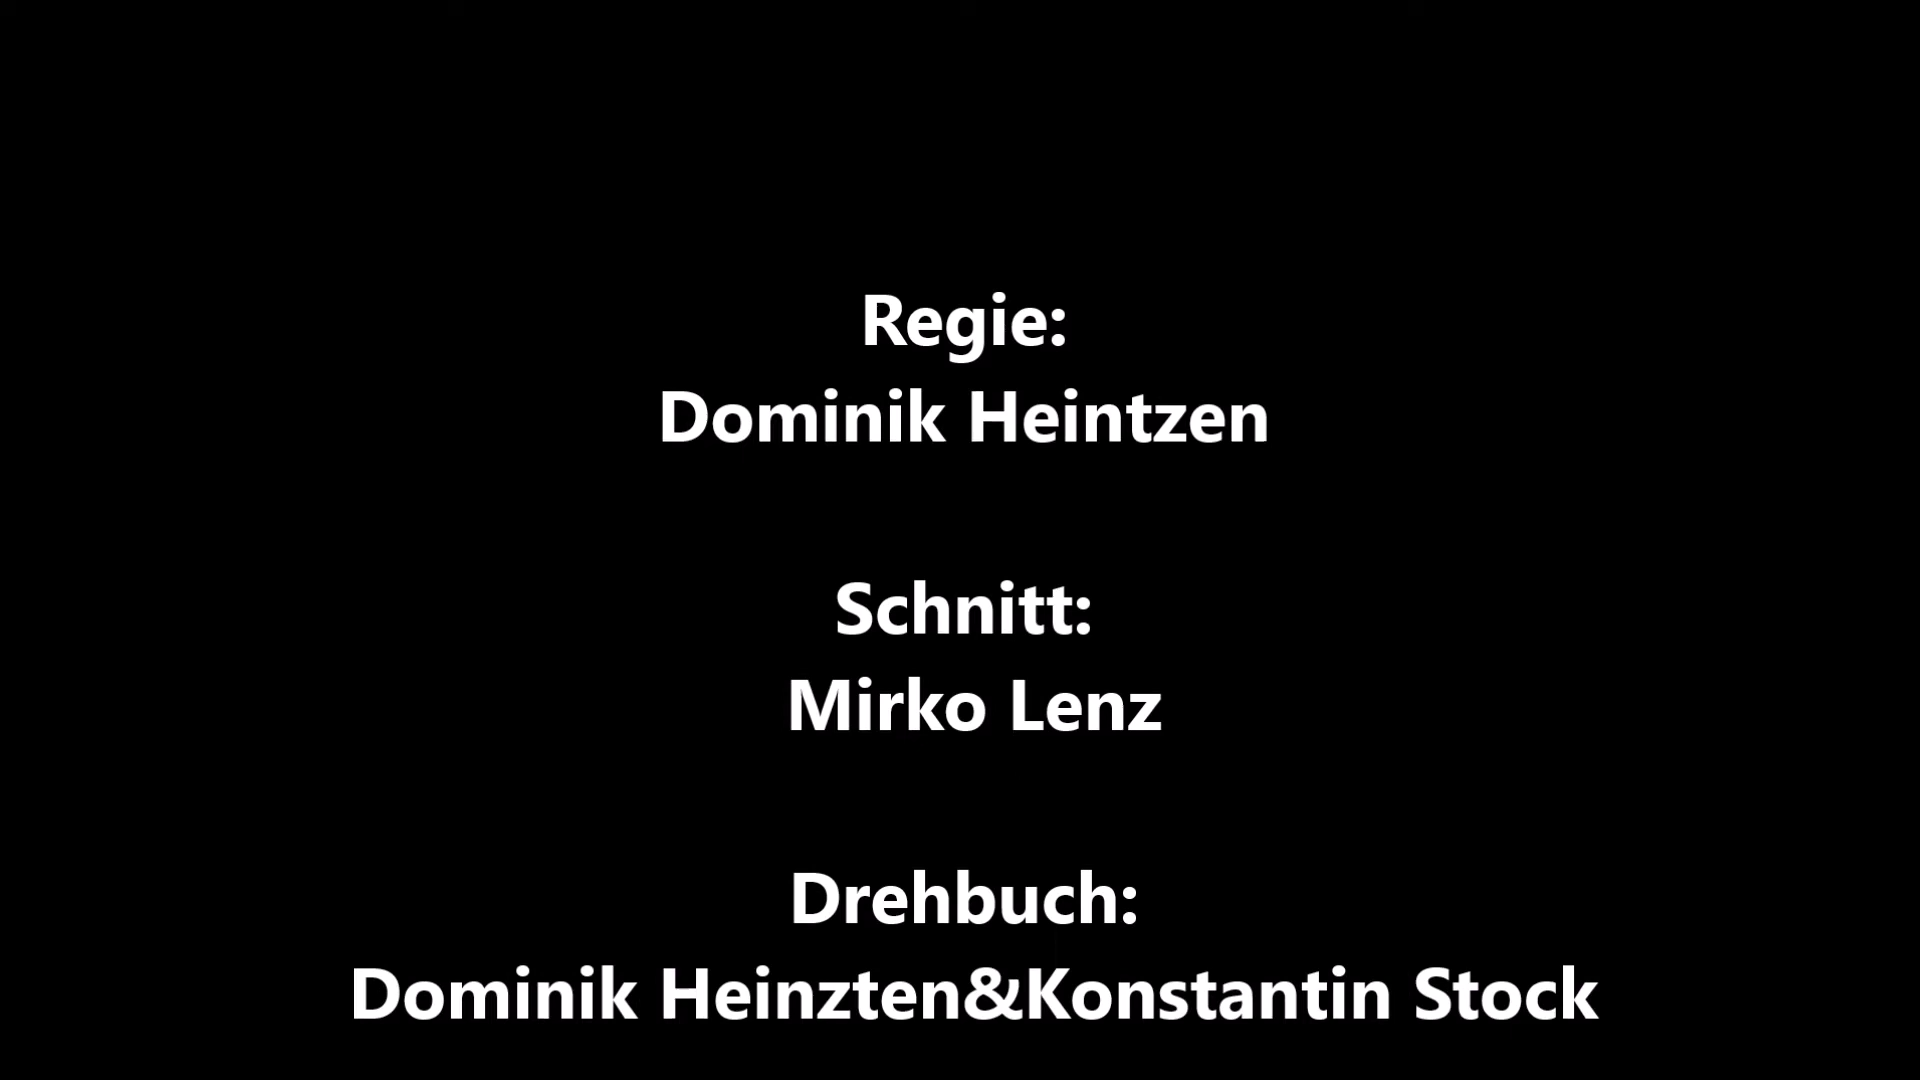 Regie:
Dominik Heintzen
Schnitt:
Mirko Lenz
Drehbuch:
Dominik Heinzten&Konstantin Stock